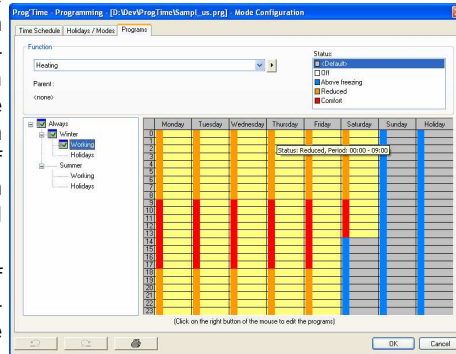 Prog'Time - Programming - [D:\Dev\ProgTime\Sampl_us.prg] - Mode Configuration
Time Schedule Holidays / Modes Programs
Function
Heating
Parent :
<none>
Status
<Default>
Off
Above freezing
Reduced
Comfort
Always
Winter
Working
Holidays
Summer
Working
Holidays
Monday Tuesday Wednesday Thursday Friday Saturday Sunday Holiday
0
1
2
Status: Reduced, Period: 00:00 - 09:00
3
4
5
6
7
8
9
10
11
12
13
14
15
16
17
18
19
20
21
22
23
(Click on the right button of the mouse to edit the programs)
OK Cancel